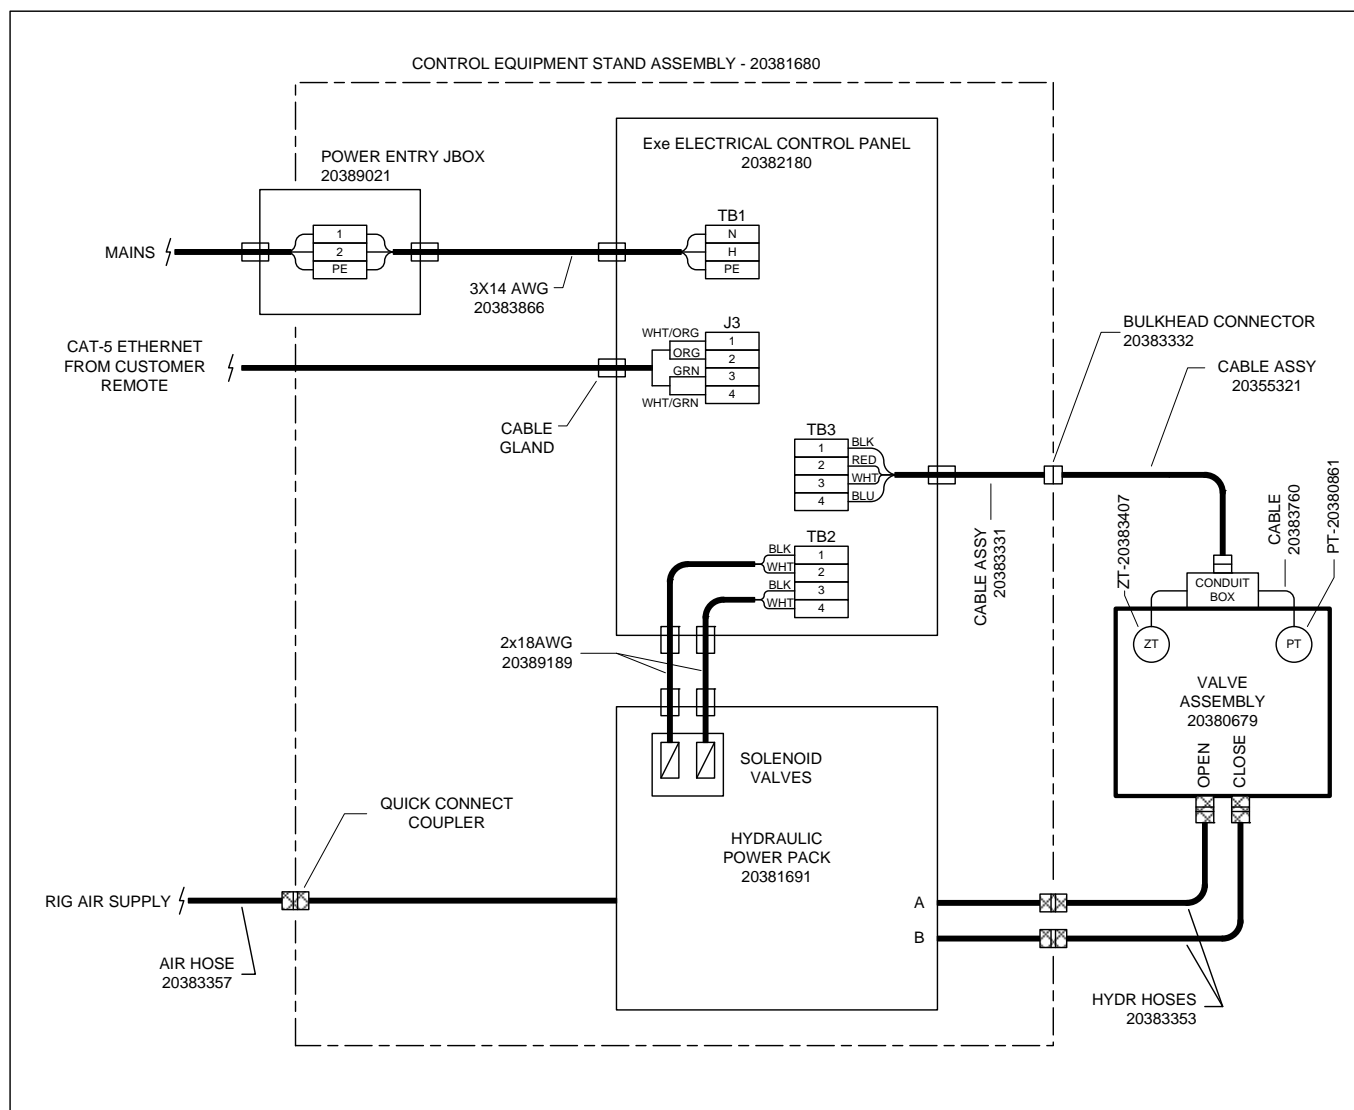 CONTROL EQUIPMENT STAND ASSEMBLY - 20381680
POWER ENTRY JBOX
20389021
Exe ELECTRICAL CONTROL PANEL
20382180
MAINS
1
2
PE
3X14 AWG
20383866
TB1
N
H
PE
CAT-5 ETHERNET
FROM CUSTOMER
REMOTE
CABLE
GLAND
J3
WHT/ORG
ORG
GRN
WHT/GRN
1
2
3
4
BULKHEAD CONNECTOR
20383332
CABLE ASSY
20355321
TB3
1
2
3
4
BLK
RED
WHT
BLU
CABLE ASSY
20383331
TB2
BLK
WHT
BLK
WHT
1
2
3
4
2x18AWG
20389189
ZT-20383407
CABLE
20383760
PT-20380861
CONDUIT
BOX
ZT
PT
VALVE
ASSEMBLY
20380679
OPEN
CLOSE
SOLENOID
VALVES
QUICK CONNECT
COUPLER
HYDRAULIC
POWER PACK
20381691
RIG AIR SUPPLY
AIR HOSE
20383357
A
B
HYDR HOSES
20383353